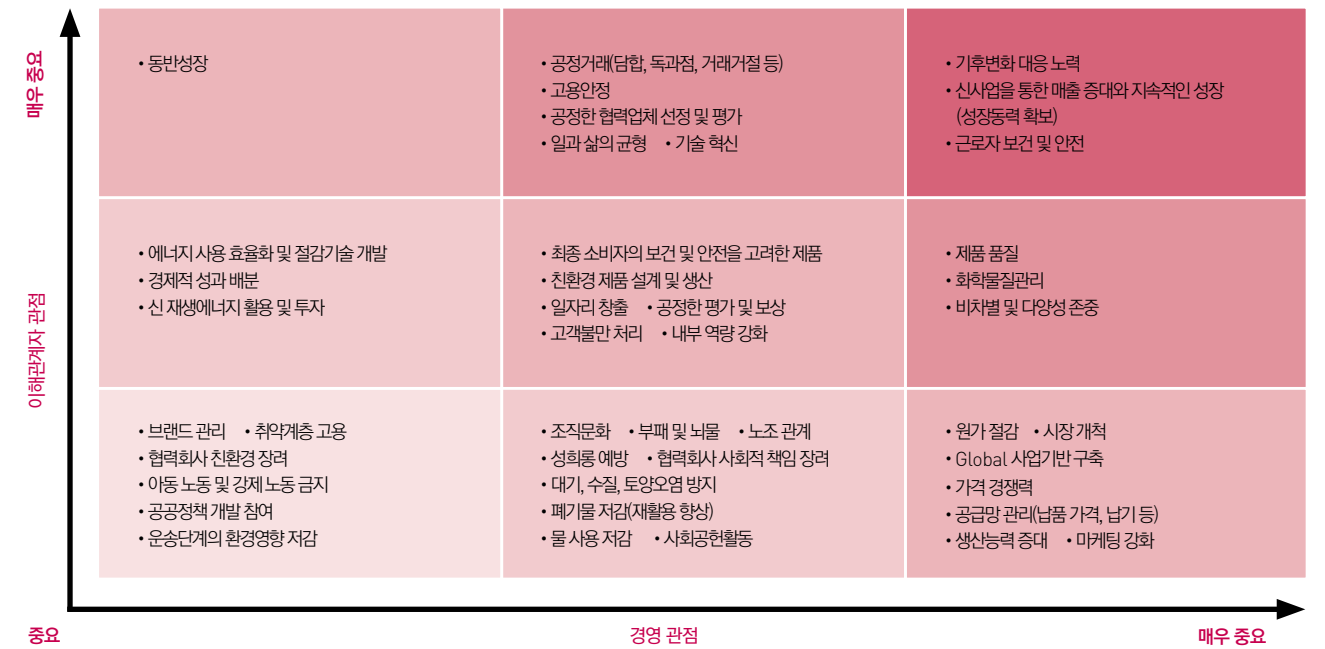 매우 중요
이해관계자 관점
• 동반성장
• 공정거래(담합, 독과점, 거래거절 등)
• 고용안정
• 공정한 협력업체 선정 및 평가
• 일과 삶의 균형 • 기술 혁신
• 기후변화 대응 노력
• 신사업을 통한 매출 증대와 지속적인 성장
(성장동력 확보)
• 근로자 보건 및 안전
• 에너지 사용 효율화 및 절감기술 개발
• 경제적 성과 배분
• 신 재생에너지 활용 및 투자
• 최종 소비자의 보건 및 안전을 고려한 제품
• 친환경 제품 설계 및 생산
• 일자리 창출 • 공정한 평가 및 보상
• 고객불만 처리 • 내부 역량 강화
• 제품 품질
• 화학물질관리
• 비차별 및 다양성 존중
• 브랜드 관리 • 취약계층 고용
• 협력회사 친환경 장려
• 아동 노동 및 강제 노동 금지
• 공공정책 개발 참여
• 운송단계의 환경영향 저감
• 조직문화 • 부패 및 뇌물 • 노조 관계
• 성희롱 예방 • 협력회사 사회적 책임 장려
• 대기, 수질, 토양오염 방지
• 폐기물 저감(재활용 향상)
• 물 사용 저감 • 사회공헌활동
• 원가 절감 • 시장 개척
• Global 사업기반 구축
• 가격 경쟁력
• 공급망 관리(납품 가격, 납기 등)
• 생산능력 증대 • 마케팅 강화
중요
경영 관점
매우 중요